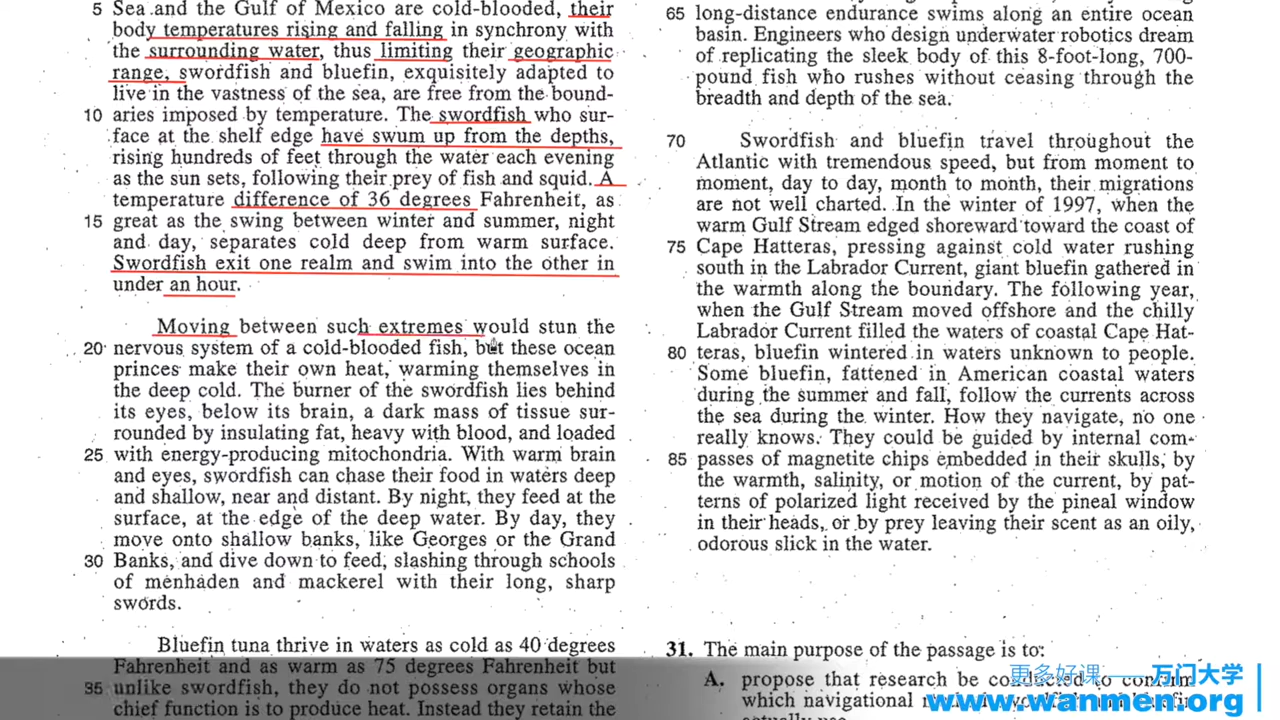 5 Sea and the Gulf of Mexico are cold-blooded, their
body temperatures rising and falling in synchrony with
the surrounding water, thus limiting their geographic
range, swordfish and bluefin, exquisitely adapted to
live in the vastness of the sea, are free from the bound-
10 aries imposed by temperature. The swordfish who sur-
face at the shelf edge have swum up from the depths,
rising hundreds of feet through the water each evening
as the sun sets, following their prey of fish and squid. A
temperature difference of 36 degrees Fahrenheit, as
15 great as the swing between winter and summer, night
and day, separates cold deep from warm surface.
Swordfish exit one realm and swim into the other in
under an hour.
Moving between such extremes would stun the
20 nervous system of a cold-blooded fish, but these ocean
princes make their own heat, warming themselves in
the deep cold. The burner of the swordfish lies behind
its eyes, below its brain, a dark mass of tissue sur-
rounded by insulating fat, heavy with blood, and loaded
25 with energy-producing mitochondria. With warm brain
and eyes, swordfish can chase their food in waters deep
and shallow, near and distant. By night, they feed at the
surface, at the edge of the deep water. By day, they
move onto shallow banks, like Georges or the Grand
30 Banks, and dive down to feed, slashing through schools
of menhaden and mackerel with their long, sharp
swords.
Bluefin tuna thrive in waters as cold as 40 degrees
Fahrenheit and as warm as 75 degrees Fahrenheit but
35 unlike swordfish, they do not possess organs whose
chief function is to produce heat. Instead they retain the
65 long-distance endurance swims along an entire ocean
basin. Engineers who design underwater robotics dream
of replicating the sleek body of this 8-foot-long, 700-
pound fish who rushes without ceasing through the
breadth and depth of the sea.
70 Swordfish and bluefin travel throughout the
Atlantic with tremendous speed, but from moment to
moment, day to day, month to month, their migrations
are not well charted. In the winter of 1997, when the
warm Gulf Stream edged shoreward toward the coast of
75 Cape Hatteras, pressing against cold water rushing
south in the Labrador Current, giant bluefin gathered in
the warmth along the boundary. The following year,
when the Gulf Stream moved offshore and the chilly
Labrador Current filled the waters of coastal Cape Hat-
80 teras, bluefin wintered in waters unknown to people.
Some bluefin, fattened in American coastal waters
during the summer and fall, follow the currents across
the sea during the winter. How they navigate, no one
really knows. They could be guided by internal com-
85 passes of magnetite chips embedded in their skulls, by
the warmth, salinity, or motion of the current, by pat-
terns of polarized light received by the pineal window
in their heads, or by prey leaving their scent as an oily,
odorous slick in the water.
31. The main purpose of the passage is to:
A. propose that research be conducted to confirm
which navigational
更多好课——万门大学
www.wanmen.org